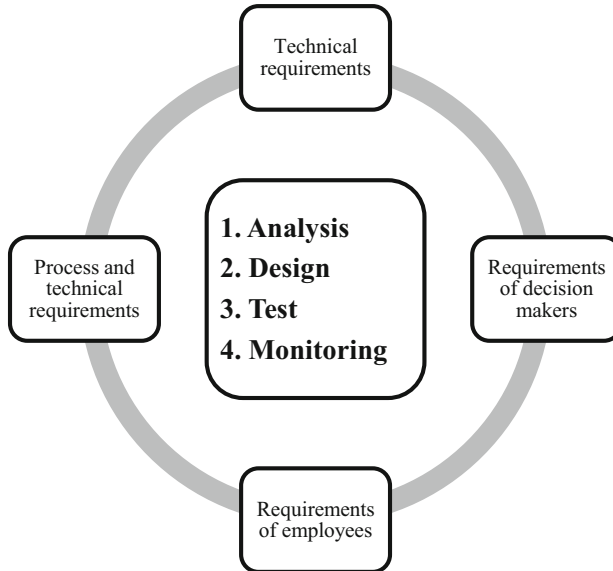 Technical
requirements
1. Analysis
2. Design
3. Test
4. Monitoring
Process and
technical
requirements
Requirements
of decision
makers
Requirements
of employees